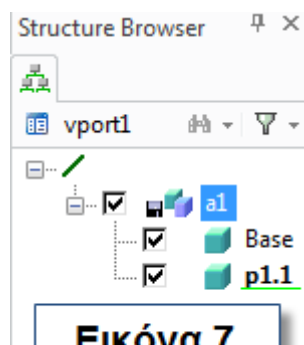 Structure Browser
vport1
a1
Base
p1.1
Εικόνα 7